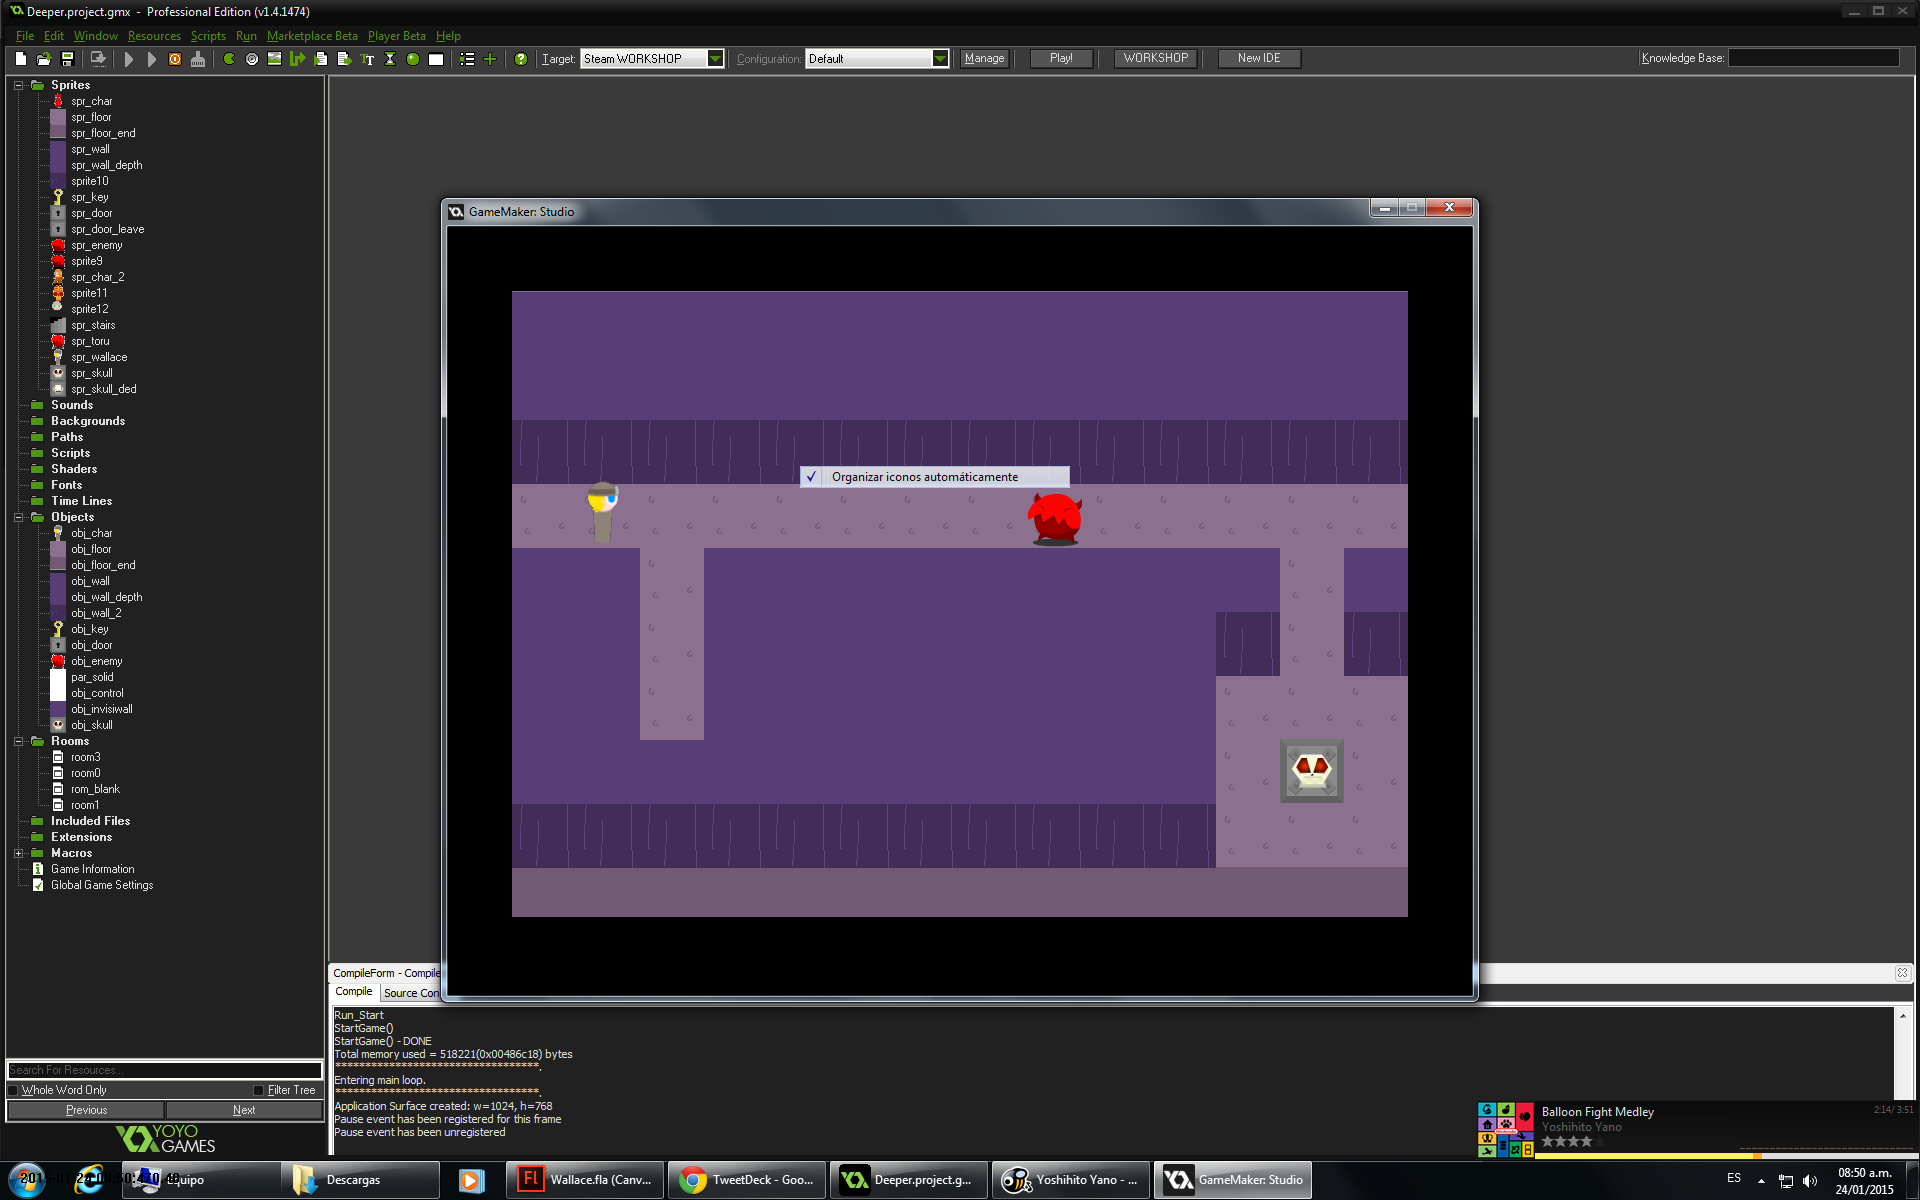 Deeper.project.gmx - Professional Edition (v1.4.1474)
File Edit Window Resources Scripts Run Marketplace Beta Player Beta Help
Target: Steam WORKSHOP Configuration: Default Manage Play! WORKSHOP New IDE Knowledge Base:
Sprites
spr_char
spr_floor
spr_floor_end
spr_wall
spr_wall_depth
sprite10
spr_key
spr_door
spr_door_leave
spr_enemy
sprite9
spr_char_2
sprite11
sprite12
spr_stairs
spr_toru
spr_wallace
spr_skull
spr_skull_ded
Sounds
Backgrounds
Paths
Scripts
Shaders
Fonts
Time Lines
Objects
obj_char
obj_floor
obj_floor_end
obj_wall
obj_wall_depth
obj_wall_2
obj_key
obj_door
obj_enemy
par_solid
obj_control
obj_invisiwall
obj_skull
Rooms
room3
room0
rom_blank
room1
Included Files
Extensions
Macros
Game Information
Global Game Settings
Search For Resources...
Whole Word Only Filter Tree
Previous Next
YOYO
GAMES
GameMaker: Studio
Organizar iconos automáticamente
CompileForm - Compile
Compile Source Con
Run_Start
StartGame()
StartGame() - DONE
Total memory used = 518221(0x00486c18) bytes
**********************************.
Entering main loop.
**********************************.
Application Surface created: w=1024, h=768
Pause event has been registered for this frame
Pause event has been unregistered
Balloon Fight Medley 2:14/ 3:51
Yoshihito Yano
Equipo Descargas Wallace.fla (Canv... TweetDeck - Goo... Deeper.project.g... Yoshihito Yano - ... GameMaker: Studio ES 08:50 a.m.
24/01/2015